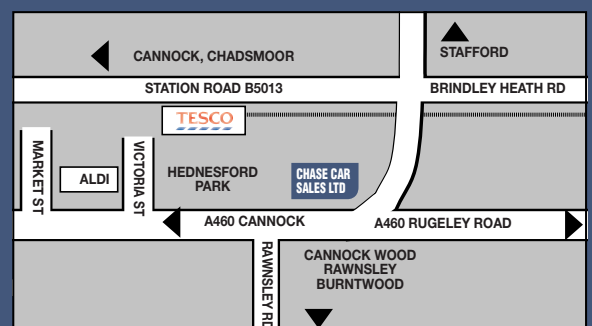 STAFFORD
CANNOCK, CHADSMOOR
STATION ROAD B5013
BRINDLEY HEATH RD
TESCO
MARKET ST
ALDI
VICTORIA ST
HEDNESFORD
PARK
CHASE CAR
SALES LTD
A460 CANNOCK
A460 RUGELEY ROAD
RAWNSLEY RD
CANNOCK WOOD
RAWNSLEY
BURNTWOOD